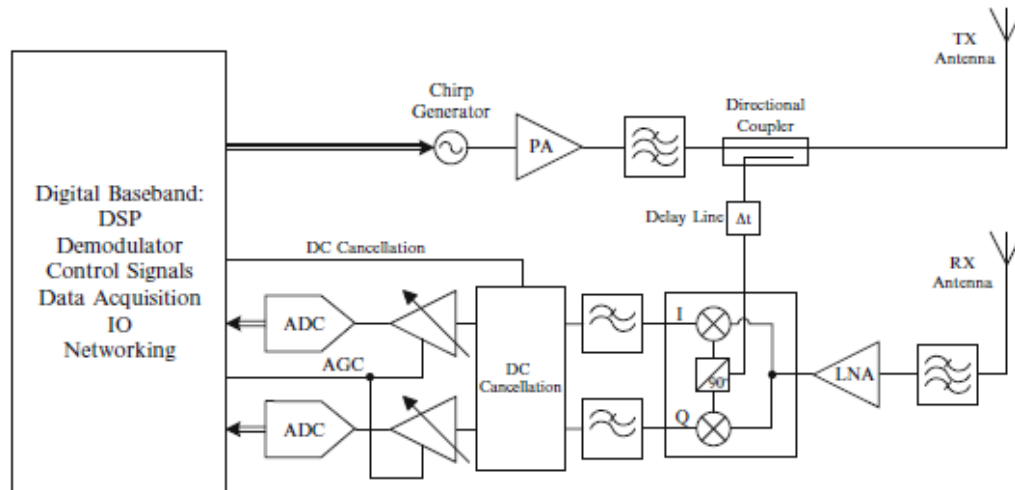 TX
Antenna
Chirp
Generator
Directional
Coupler
PA
Digital Baseband:
DSP
Demodulator
Control Signals
Data Acquisition
IO
Networking
Delay Line
Δt
DC Cancellation
RX
Antenna
I
ADC
DC
Cancellation
90°
LNA
AGC
Q
ADC